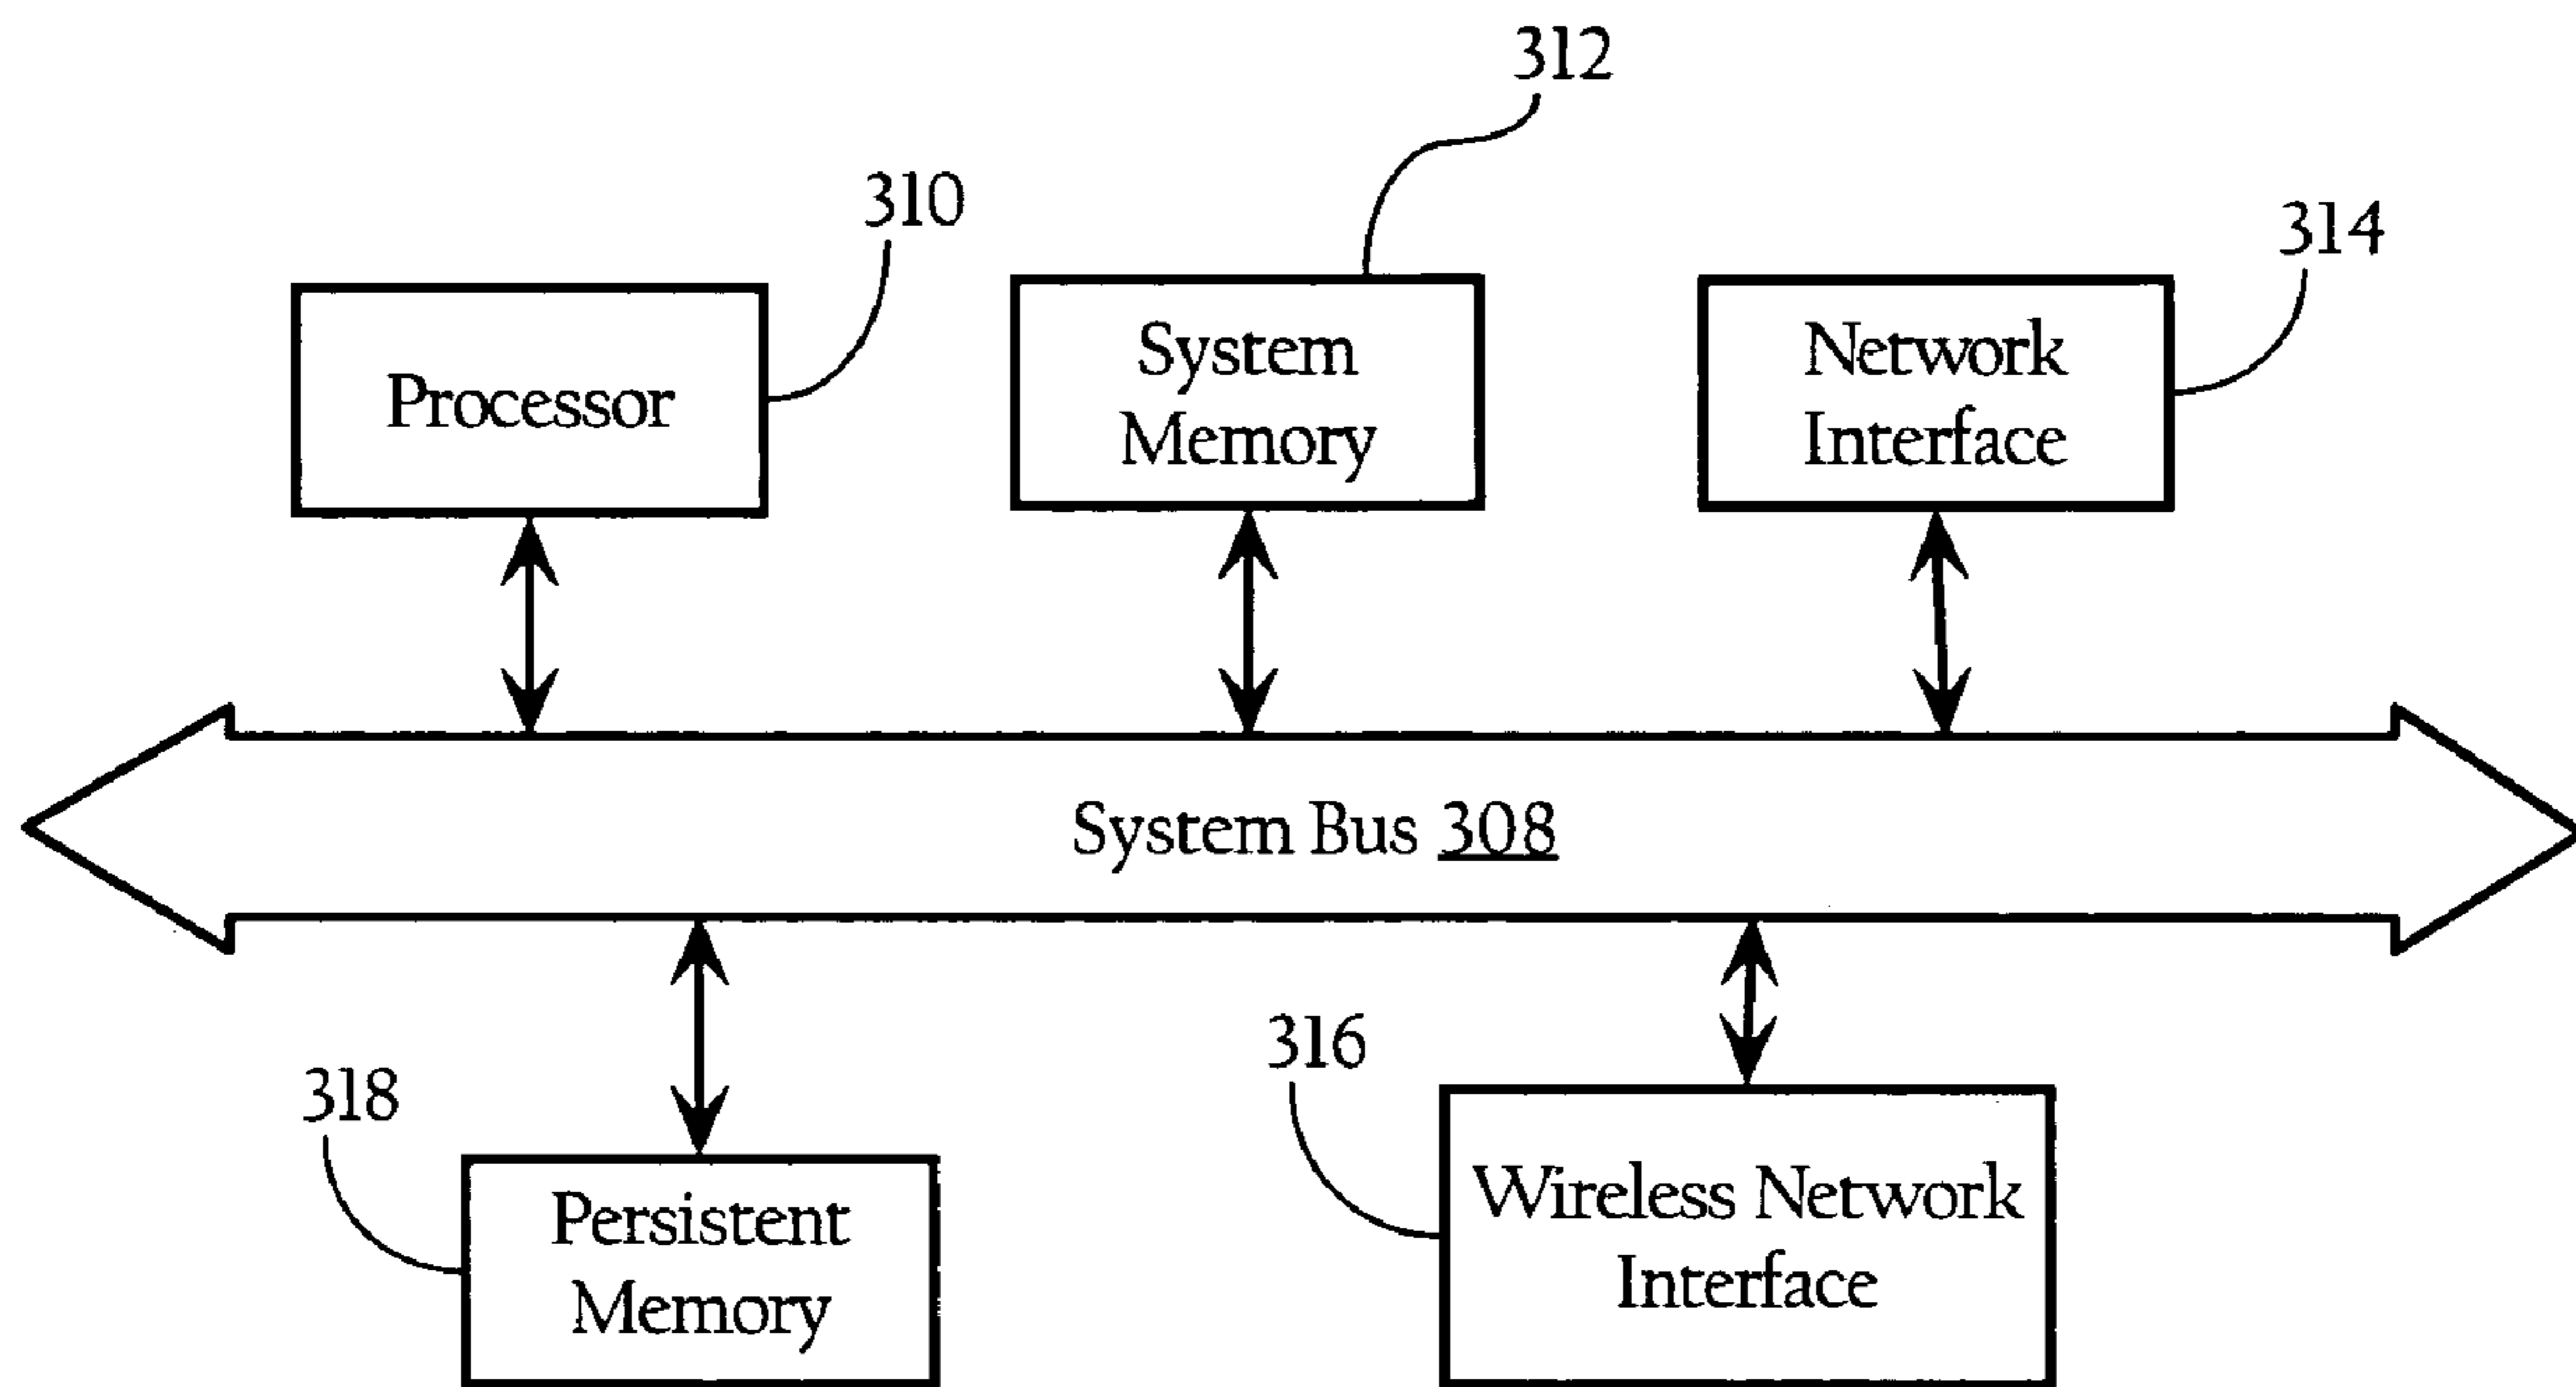 312
310
314
Processor
System
Memory
Network
Interface
System Bus 308
316
318
Persistent
Memory
Wireless Network
Interface